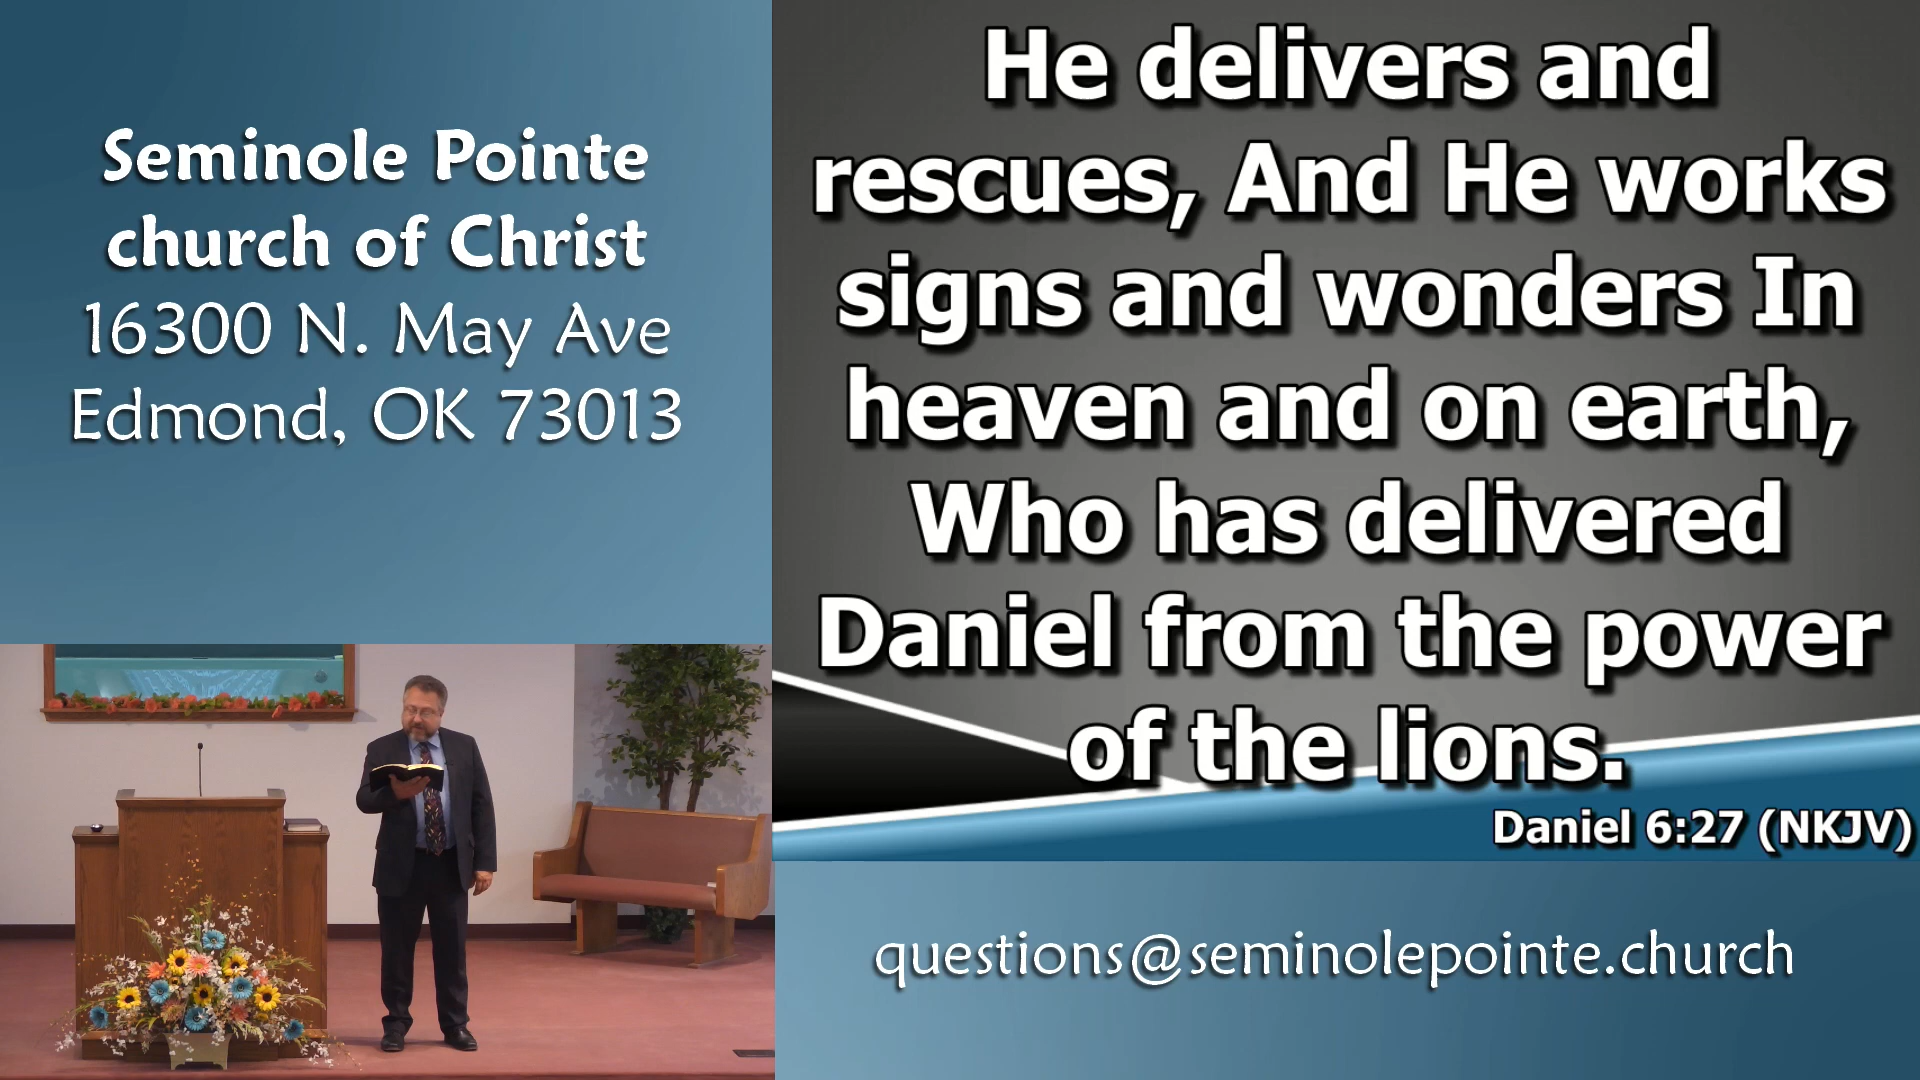 Seminole Pointe
church of Christ
16300 N. May Ave
Edmond, OK 73013
He delivers and
rescues, And He works
signs and wonders In
heaven and on earth,
Who has delivered
Daniel from the power
of the lions.
Daniel 6:27 (NKJV)
questions@seminolepointe.church